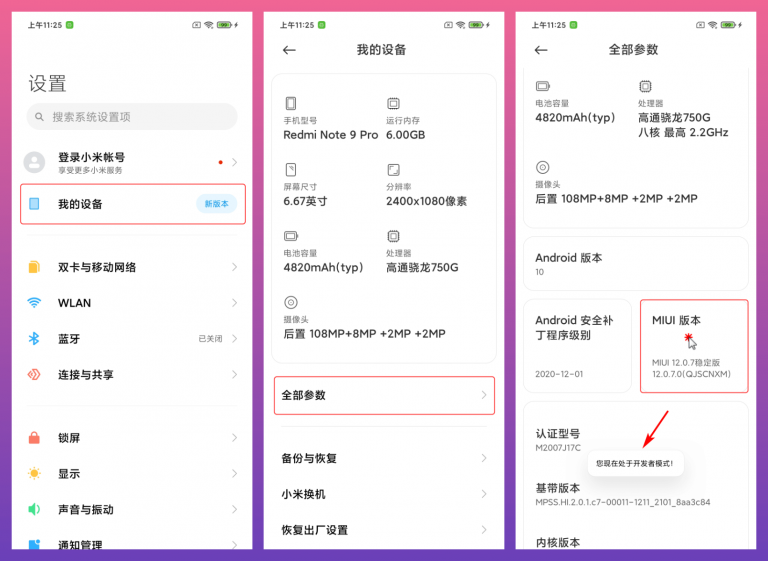 上午11:25
99
设置
搜索系统设置项
登录小米帐号
享受更多小米服务
我的设备
新版本
双卡与移动网络
WLAN
蓝牙
已关闭
连接与共享
锁屏
显示
声音与振动
通知管理
上午11:25
99
我的设备
手机型号
Redmi Note 9 Pro
运行内存
6.00GB
屏幕尺寸
6.67英寸
分辨率
2400x1080像素
电池容量
4820mAh(typ)
处理器
高通骁龙750G
摄像头
后置 108MP+8MP +2MP +2MP
全部参数
备份与恢复
小米换机
恢复出厂设置
上午11:25
99
全部参数
电池容量
4820mAh(typ)
处理器
高通骁龙750G
八核 最高 2.2GHz
摄像头
后置 108MP+8MP +2MP +2MP
Android 版本
10
Android 安全补
丁程序级别
2020-12-01
MIUI 版本
MIUI 12.0.7稳定版
12.0.7.0(QJSCNXM)
认证型号
M2007J17C
您现在处于开发者模式！
基带版本
MPSS.HI.2.0.1.c7-00011-1211_2101_8aa3c84
内核版本